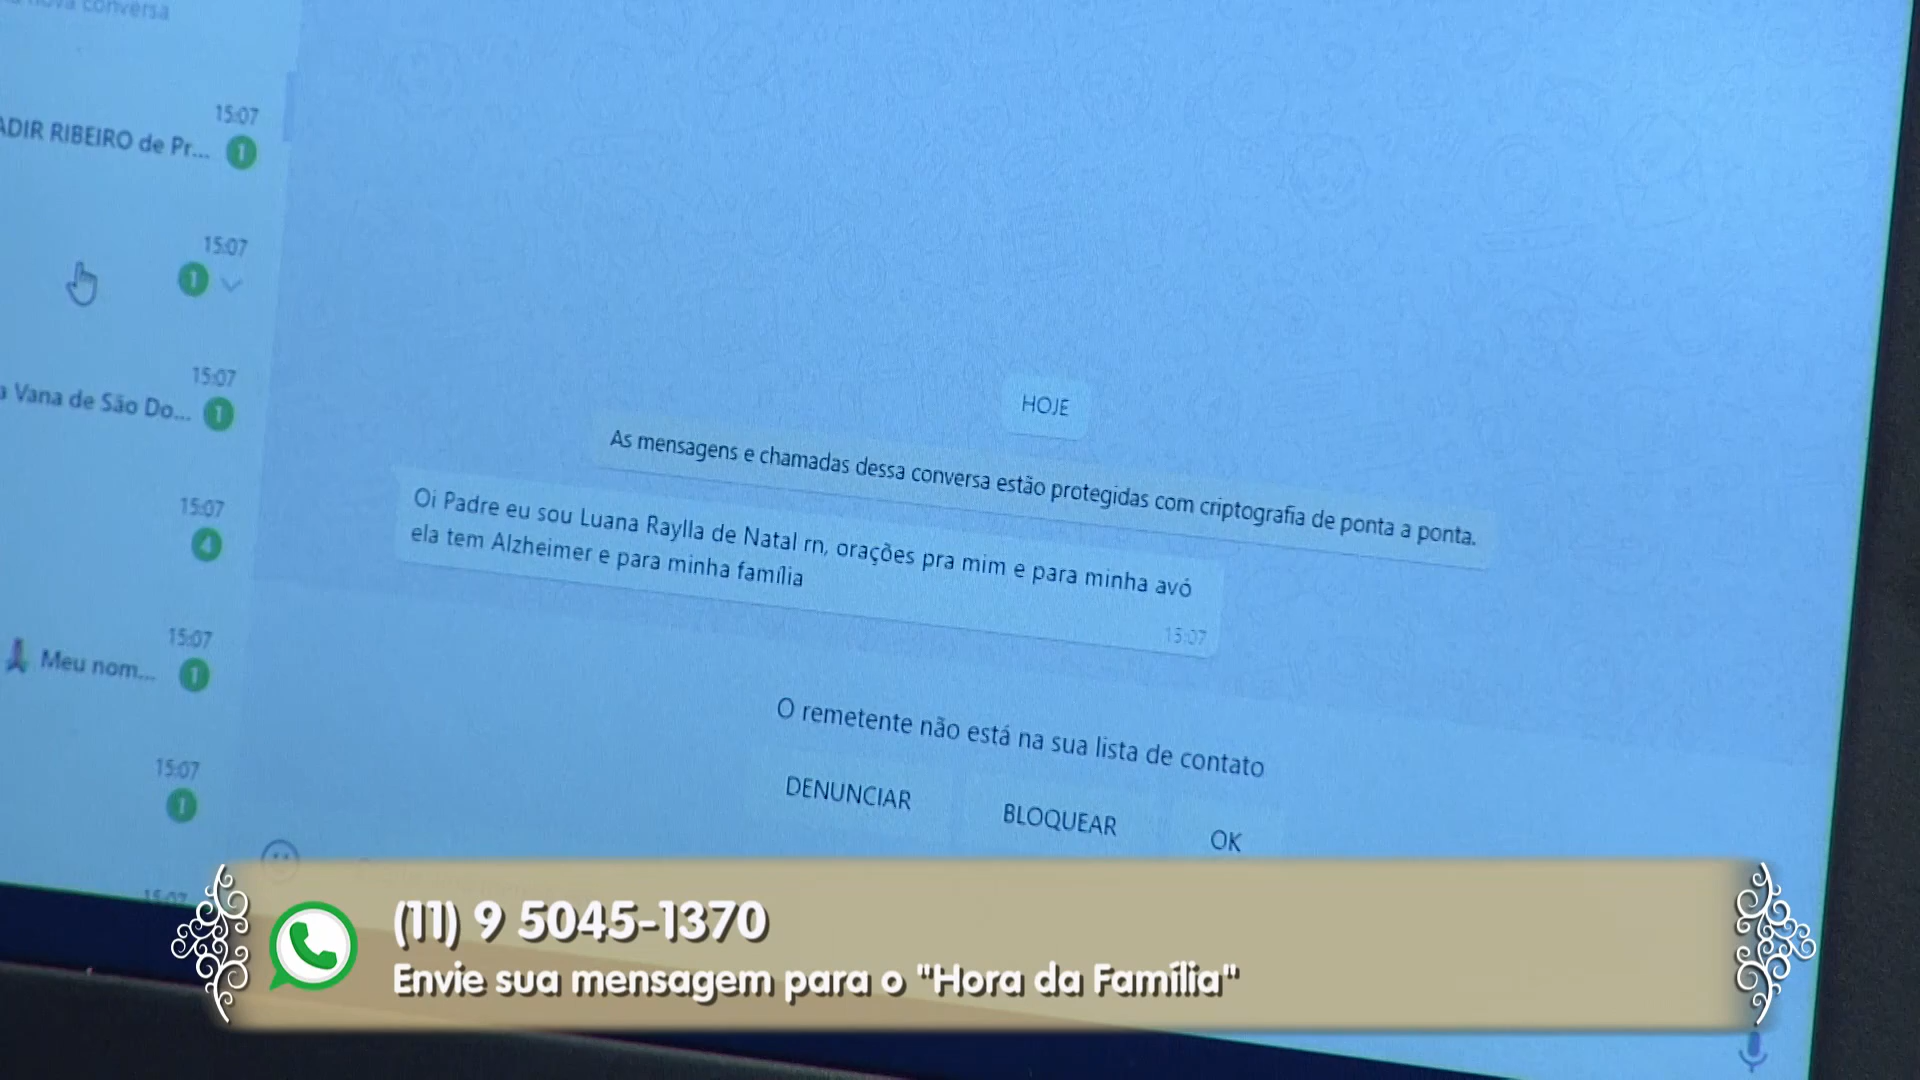 nova conversa
15:07
ADIR RIBEIRO de Pr...
1
15:07
1
15:07
a Vana de São Do...
1
15:07
4
15:07
Meu nom...
1
15:07
1
15:07
HOJE
As mensagens e chamadas dessa conversa estão protegidas com criptografia de ponta a ponta.
Oi Padre eu sou Luana Raylla de Natal rn, orações pra mim e para minha avó
ela tem Alzheimer e para minha família
15:07
O remetente não está na sua lista de contato
DENUNCIAR
BLOQUEAR
OK
(11) 9 5045-1370
Envie sua mensagem para o "Hora da Família"